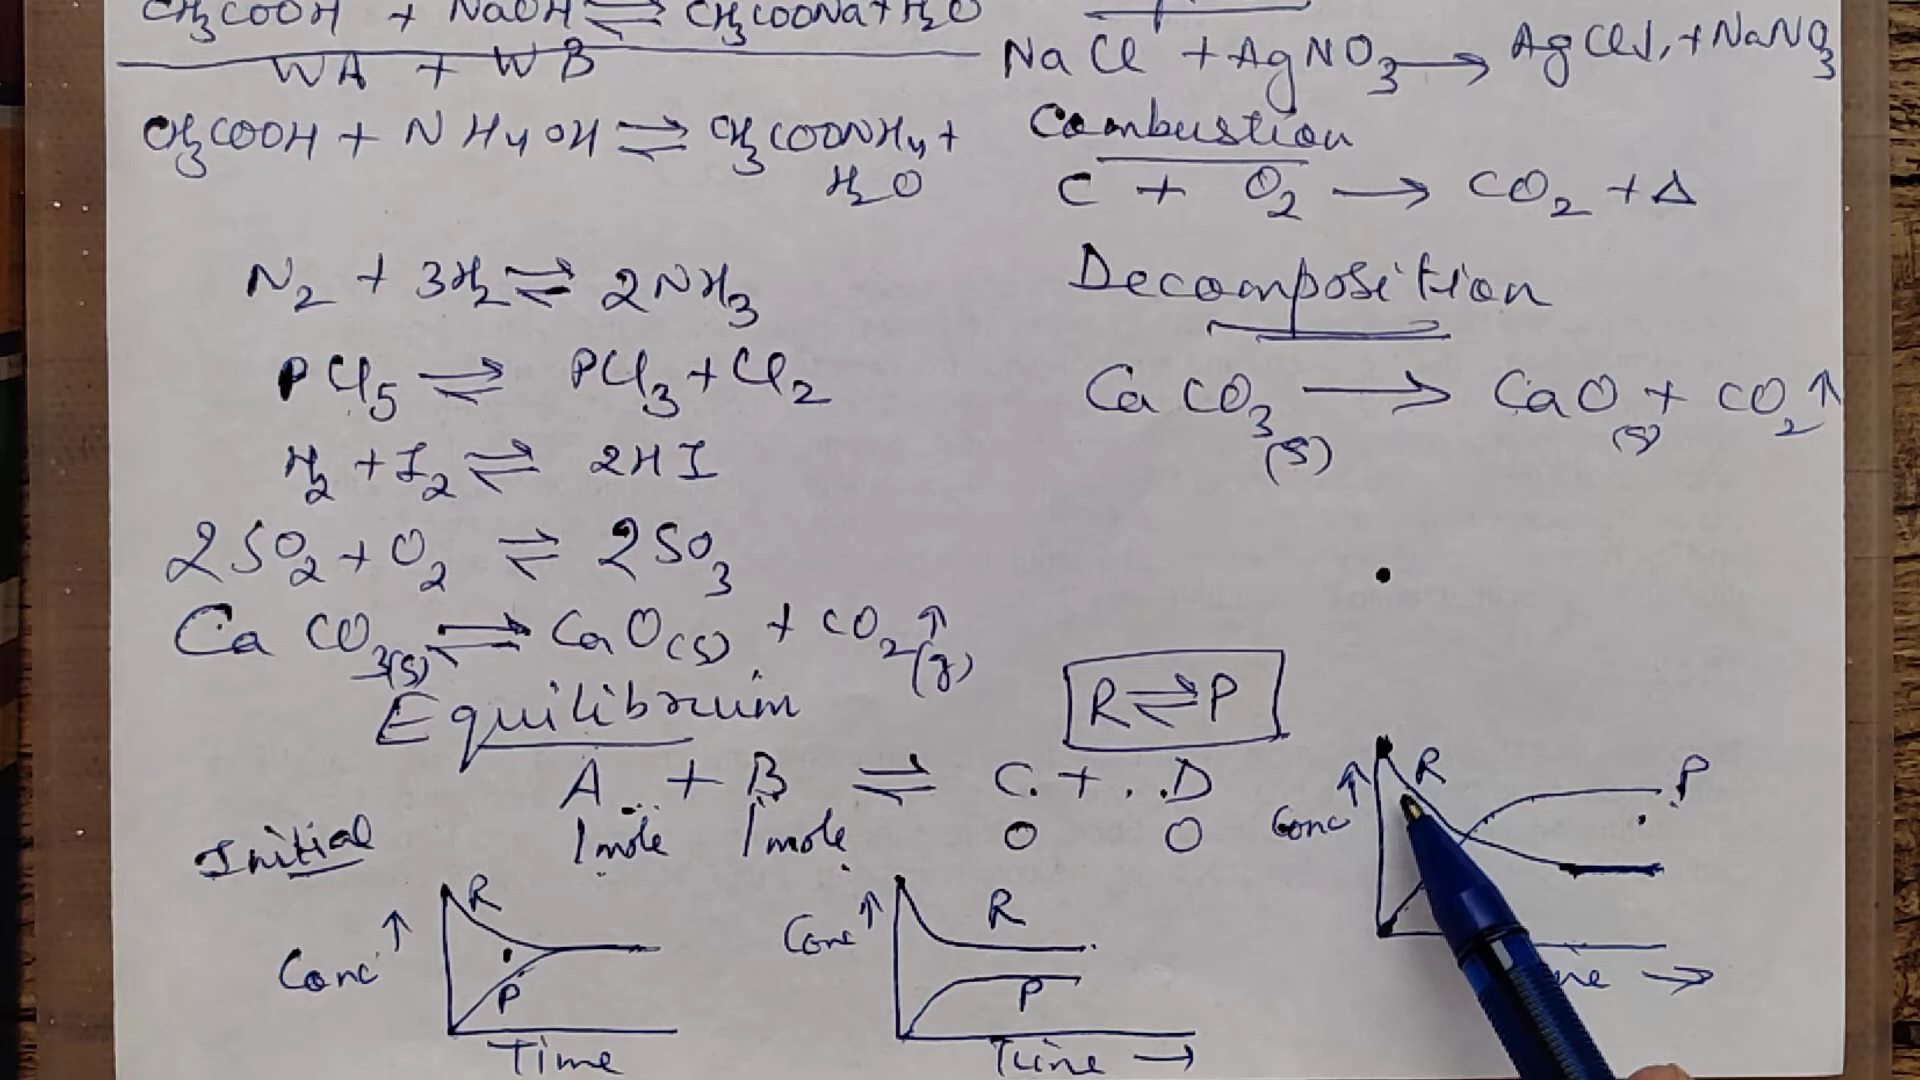 CH₃COOH + NaOH ⇌ CH₃COONa + H₂O
WA + WB
CH₃COOH + NH₄OH ⇌ CH₃COONH₄ +
H₂O
N₂ + 3H₂ ⇌ 2NH₃
PCl₅ ⇌ PCl₃ + Cl₂
H₂ + I₂ ⇌ 2HI
2SO₂ + O₂ ⇌ 2SO₃
CaCO₃(s) ⇌ CaO(s) + CO₂↑(g)
NaCl + AgNO₃ → AgCl↓ + NaNO₃
Combustion
C + O₂ → CO₂ + Δ
Decomposition
CaCO₃(s) → CaO(s) + CO₂↑
Equilibrium
R ⇌ P
A + B ⇌ C + D
Initial 1mole 1mole 0 0
Conc ↑ R P
Time
Conc ↑ R P
Time →
Conc ↑ R P
→